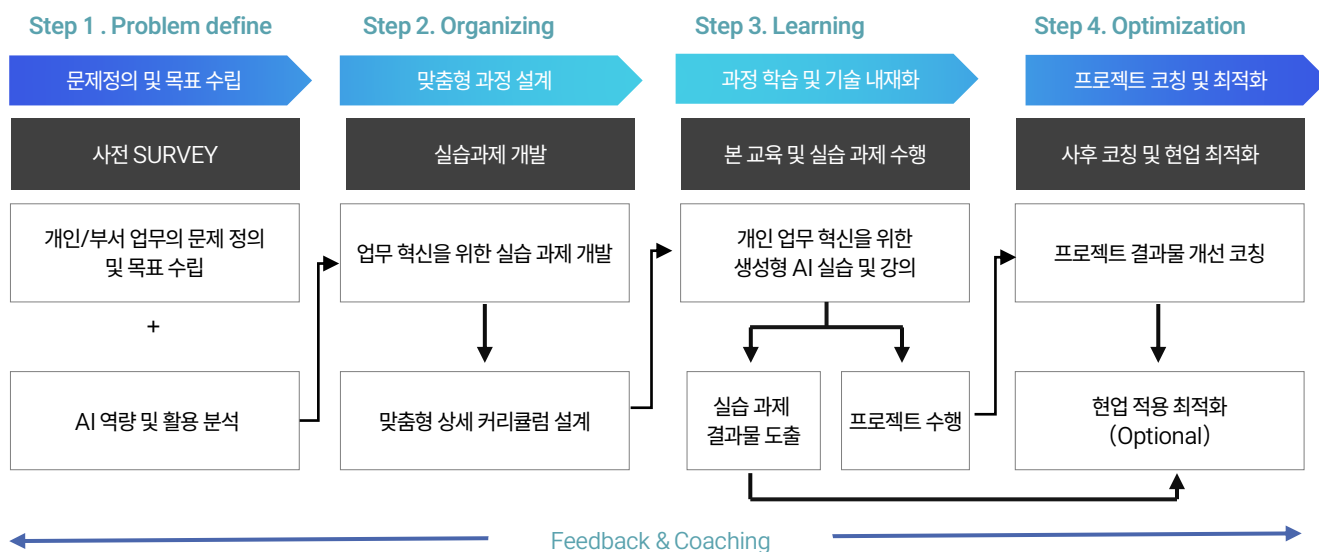 Step 1 . Problem define
Step 2. Organizing
Step 3. Learning
Step 4. Optimization
문제정의 및 목표 수립
맞춤형 과정 설계
과정 학습 및 기술 내재화
프로젝트 코칭 및 최적화
사전 SURVEY
실습과제 개발
본 교육 및 실습 과제 수행
사후 코칭 및 현업 최적화
개인/부서 업무의 문제 정의
및 목표 수립
업무 혁신을 위한 실습 과제 개발
개인 업무 혁신을 위한
생성형 AI 실습 및 강의
프로젝트 결과물 개선 코칭
+
AI 역량 및 활용 분석
맞춤형 상세 커리큘럼 설계
실습 과제
결과물 도출
프로젝트 수행
현업 적용 최적화
(Optional)
Feedback & Coaching